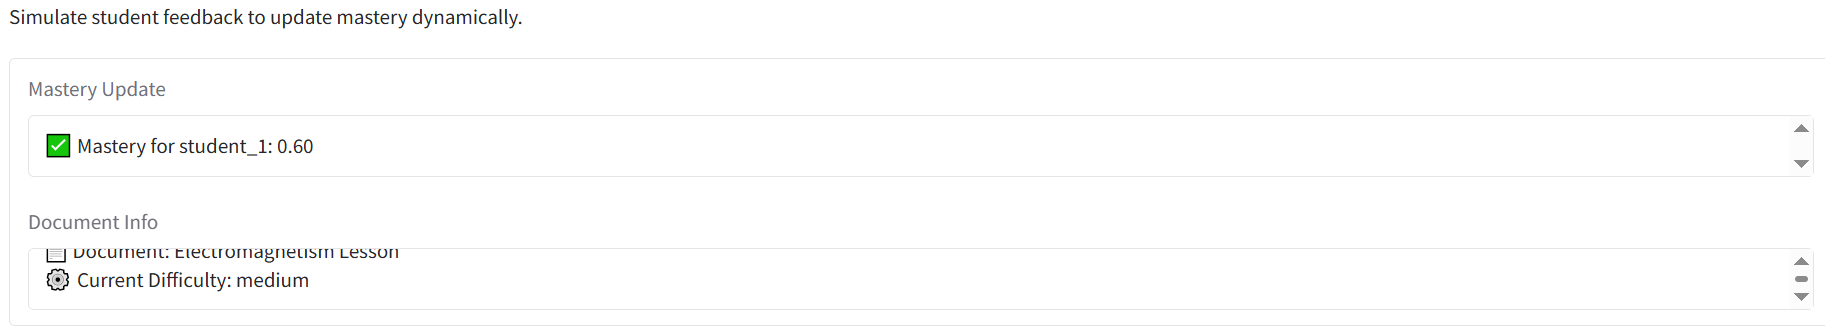 Simulate student feedback to update mastery dynamically.
Mastery Update
✅ Mastery for student_1: 0.60
Document Info
Document: Electromagnetism Lesson
⚙️ Current Difficulty: medium